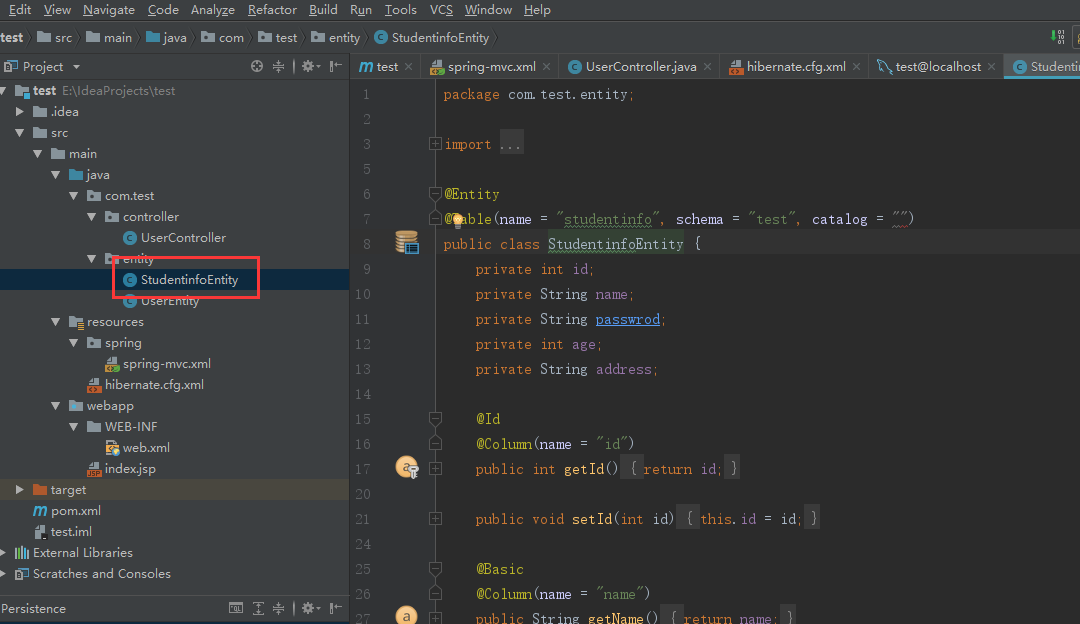 Edit View Navigate Code Analyze Refactor Build Run Tools VCS Window Help
test src main java com test entity StudentinfoEntity
Project
test spring-mvc.xml UserController.java hibernate.cfg.xml test@localhost Studentin
test E:\IdeaProjects\test
.idea
src
main
java
com.test
controller
UserController
entity
StudentinfoEntity
UserEntity
resources
spring
spring-mvc.xml
hibernate.cfg.xml
webapp
WEB-INF
web.xml
index.jsp
target
pom.xml
test.iml
External Libraries
Scratches and Consoles
Persistence
1 package com.test.entity;
2
3 import ...
5
6 @Entity
7 @Table(name = "studentinfo", schema = "test", catalog = "")
8 public class StudentinfoEntity {
9 private int id;
10 private String name;
11 private String passwrod;
12 private int age;
13 private String address;
14
15 @Id
16 @Column(name = "id")
17 public int getId() { return id; }
20
21 public void setId(int id) { this.id = id; }
24
25 @Basic
26 @Column(name = "name")
27 public String getName() { return name; }